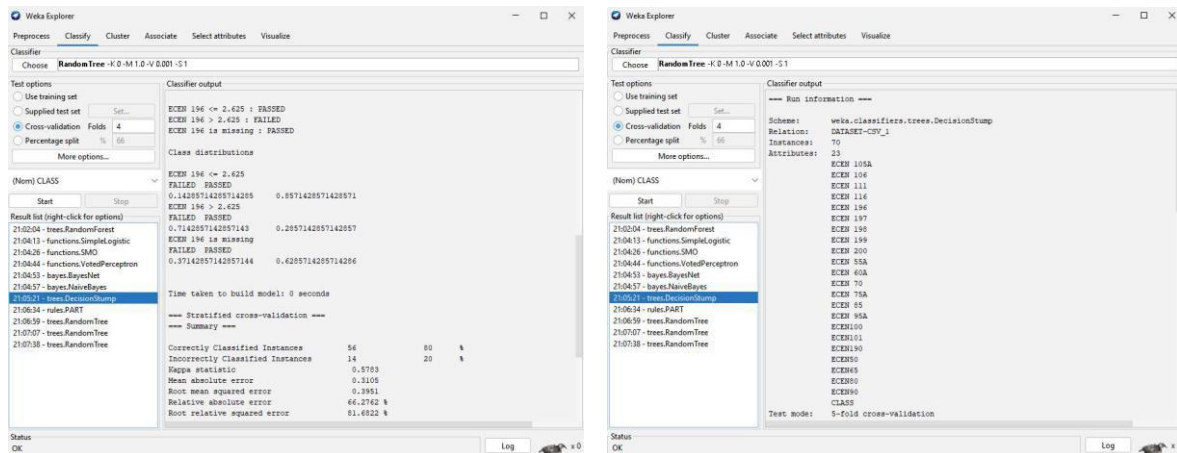 Weka Explorer
Preprocess Classify Cluster Associate Select attributes Visualize
Classifier
Choose RandomTree -K 0 -M 1.0 -V 0.001 -S 1
Test options
Use training set
Supplied test set Set...
Cross-validation Folds 4
Percentage split % 66
More options...
(Nom) CLASS
Start Stop
Result list (right-click for options)
21:02:04 - trees.RandomForest
21:04:13 - functions.SimpleLogistic
21:04:26 - functions.SMO
21:04:44 - functions.VotedPerceptron
21:04:53 - bayes.BayesNet
21:04:57 - bayes.NaiveBayes
21:05:21 - trees.DecisionStump
21:06:34 - rules.PART
21:06:59 - trees.RandomTree
21:07:07 - trees.RandomTree
21:07:38 - trees.RandomTree
Classifier output
ECEN 196 <= 2.625 : PASSED
ECEN 196 > 2.625 : FAILED
ECEN 196 is missing : PASSED
Class distributions
ECEN 196 <= 2.625
FAILED PASSED
0.14285714285714285 0.8571428571428571
ECEN 196 > 2.625
FAILED PASSED
0.7142857142857143 0.2857142857142857
ECEN 196 is missing
FAILED PASSED
0.37142857142857144 0.6285714285714286
Time taken to build model: 0 seconds
=== Stratified cross-validation ===
=== Summary ===
Correctly Classified Instances 56 80 %
Incorrectly Classified Instances 14 20 %
Kappa statistic 0.5783
Mean absolute error 0.3105
Root mean squared error 0.3951
Relative absolute error 66.2762 %
Root relative squared error 81.6822 %
Status
OK
Log x 0
Weka Explorer
Preprocess Classify Cluster Associate Select attributes Visualize
Classifier
Choose RandomTree -K 0 -M 1.0 -V 0.001 -S 1
Test options
Use training set
Supplied test set Set...
Cross-validation Folds 4
Percentage split % 66
More options...
(Nom) CLASS
Start Stop
Result list (right-click for options)
21:02:04 - trees.RandomForest
21:04:13 - functions.SimpleLogistic
21:04:26 - functions.SMO
21:04:44 - functions.VotedPerceptron
21:04:53 - bayes.BayesNet
21:04:57 - bayes.NaiveBayes
21:05:21 - trees.DecisionStump
21:06:34 - rules.PART
21:06:59 - trees.RandomTree
21:07:07 - trees.RandomTree
21:07:38 - trees.RandomTree
Classifier output
=== Run information ===
Scheme: weka.classifiers.trees.DecisionStump
Relation: DATASET-CSV_1
Instances: 70
Attributes: 23
ECEN 105A
ECEN 106
ECEN 111
ECEN 116
ECEN 196
ECEN 197
ECEN 198
ECEN 199
ECEN 200
ECEN 55A
ECEN 60A
ECEN 70
ECEN 75A
ECEN 85
ECEN 95A
ECEN100
ECEN101
ECEN190
ECEN50
ECEN65
ECEN80
ECEN90
CLASS
Test mode: 5-fold cross-validation
Status
OK
Log x